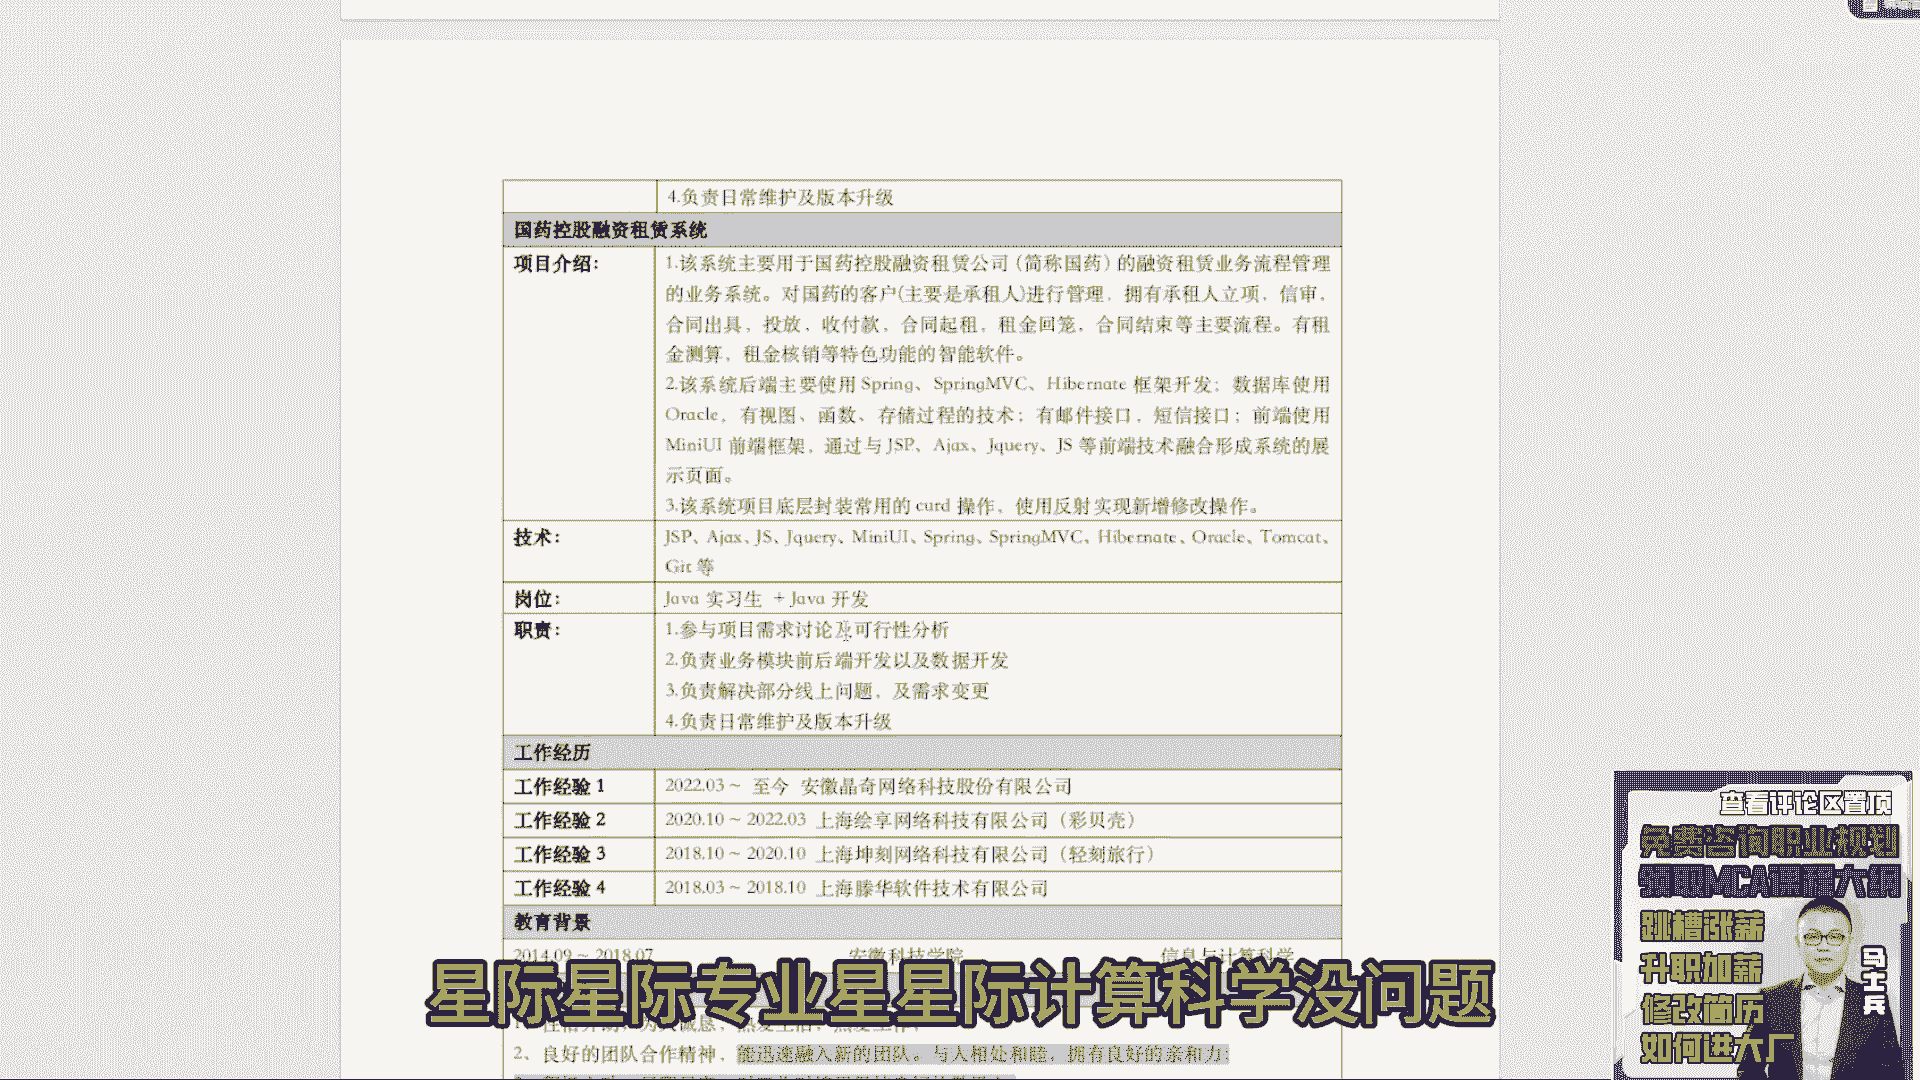 4.负责日常维护及版本升级
国药控股融资租赁系统
项目介绍：
1.该系统主要用于国药控股融资租赁公司（简称国药）的融资租赁业务流程管理
的业务系统。对国药的客户(主要是承租人)进行管理，拥有承租人立项，信审，
合同出具，投放，收付款，合同起租，租金回笼，合同结束等主要流程。有租
金测算，租金核销等特色功能的智能软件。
2.该系统后端主要使用 Spring、SpringMVC、Hibernate 框架开发；数据库使用
Oracle，有视图、函数、存储过程的技术；有邮件接口，短信接口；前端使用
MiniUI 前端框架，通过与 JSP、Ajax、Jquery、JS 等前端技术融合形成系统的展
示页面。
3.该系统项目底层封装常用的 curd 操作，使用反射实现新增修改操作。
技术：
JSP、Ajax、JS、Jquery、MiniUI、Spring、SpringMVC、Hibernate、Oracle、Tomcat、
Git 等
岗位：
Java 实习生 + Java 开发
职责：
1.参与项目需求讨论及可行性分析
2.负责业务模块前后端开发以及数据开发
3.负责解决部分线上问题，及需求变更
4.负责日常维护及版本升级
工作经历
工作经验 1
2022.03 ~ 至今 安徽晶奇网络科技股份有限公司
工作经验 2
2020.10 ~ 2022.03 上海绘享网络科技有限公司（彩贝壳）
工作经验 3
2018.10 ~ 2020.10 上海坤刻网络科技有限公司（轻刻旅行）
工作经验 4
2018.03 ~ 2018.10 上海滕华软件技术有限公司
教育背景
2014.09 ~ 2018.07 安徽科技学院 信息与计算科学
星际星际专业星星际计算科学没问题
2、良好的团队合作精神，能迅速融入新的团队。与人相处和睦，拥有良好的亲和力;
查看评论区置顶
免费咨询职业规划
领取MCA课程大纲
跳槽涨薪
升职加薪
修改简历
如何进大厂
马士兵